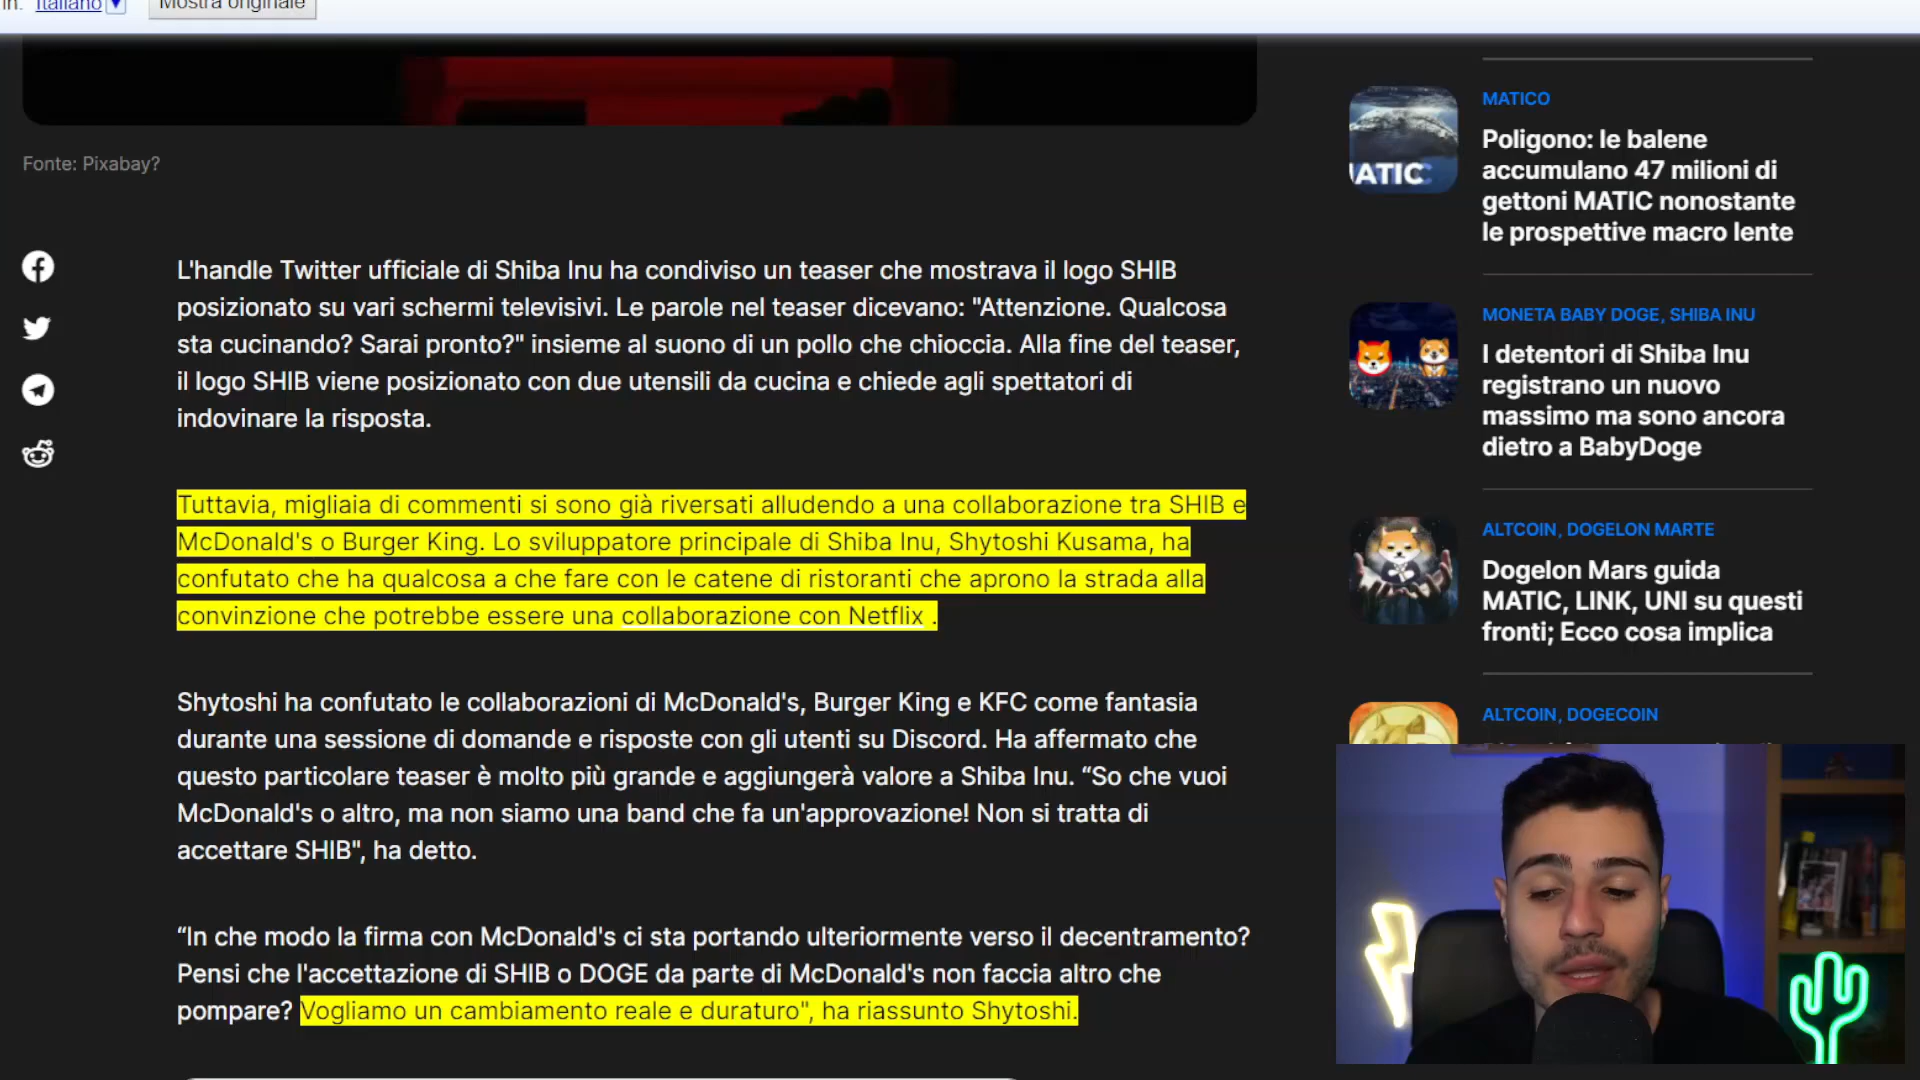 in: Italiano
Mostra originale
Fonte: Pixabay?
L'handle Twitter ufficiale di Shiba Inu ha condiviso un teaser che mostrava il logo SHIB
posizionato su vari schermi televisivi. Le parole nel teaser dicevano: "Attenzione. Qualcosa
sta cucinando? Sarai pronto?" insieme al suono di un pollo che chioccia. Alla fine del teaser,
il logo SHIB viene posizionato con due utensili da cucina e chiede agli spettatori di
indovinare la risposta.
Tuttavia, migliaia di commenti si sono già riversati alludendo a una collaborazione tra SHIB e
McDonald's o Burger King. Lo sviluppatore principale di Shiba Inu, Shytoshi Kusama, ha
confutato che ha qualcosa a che fare con le catene di ristoranti che aprono la strada alla
convinzione che potrebbe essere una collaborazione con Netflix .
Shytoshi ha confutato le collaborazioni di McDonald's, Burger King e KFC come fantasia
durante una sessione di domande e risposte con gli utenti su Discord. Ha affermato che
questo particolare teaser è molto più grande e aggiungerà valore a Shiba Inu. “So che vuoi
McDonald's o altro, ma non siamo una band che fa un'approvazione! Non si tratta di
accettare SHIB", ha detto.
“In che modo la firma con McDonald's ci sta portando ulteriormente verso il decentramento?
Pensi che l'accettazione di SHIB o DOGE da parte di McDonald's non faccia altro che
pompare? Vogliamo un cambiamento reale e duraturo", ha riassunto Shytoshi.
MATICO
Poligono: le balene
accumulano 47 milioni di
gettoni MATIC nonostante
le prospettive macro lente
MATIC
MONETA BABY DOGE, SHIBA INU
I detentori di Shiba Inu
registrano un nuovo
massimo ma sono ancora
dietro a BabyDoge
ALTCOIN, DOGELON MARTE
Dogelon Mars guida
MATIC, LINK, UNI su questi
fronti; Ecco cosa implica
ALTCOIN, DOGECOIN